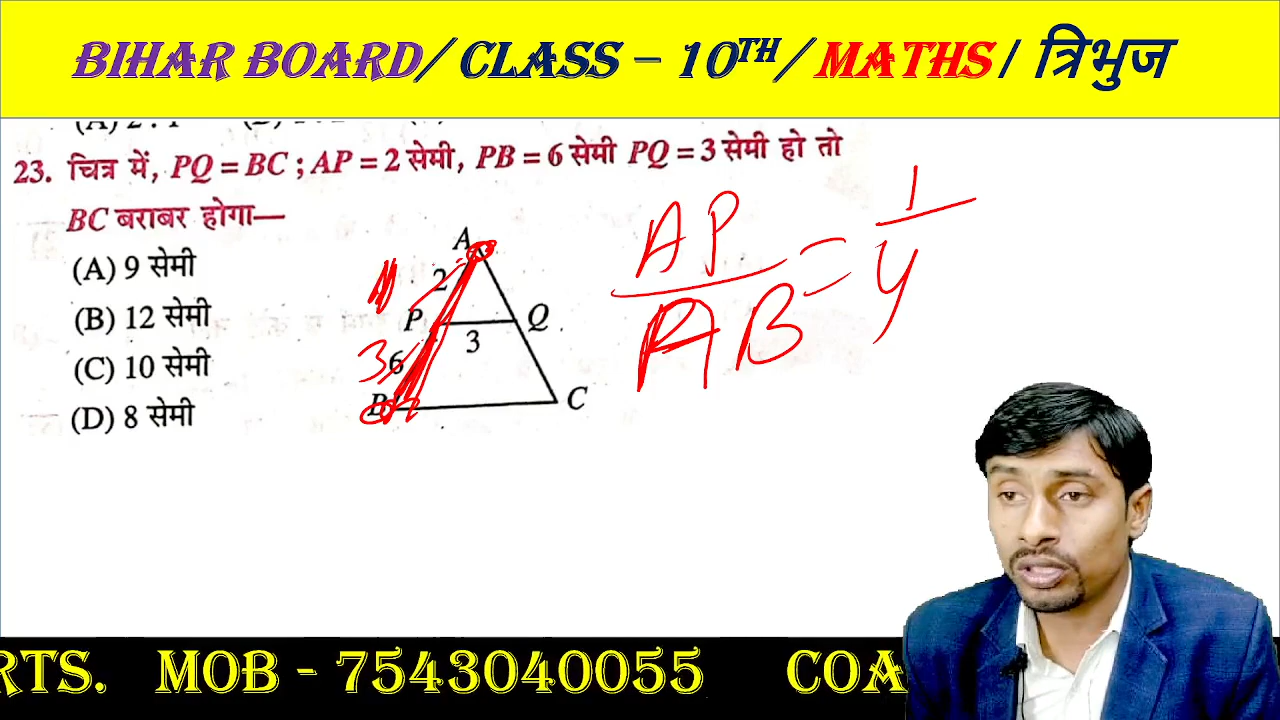 BIHAR BOARD/ CLASS – 10TH/ MATHS/ त्रिभुज
23. चित्र में, PQ = BC ; AP = 2 सेमी, PB = 6 सेमी PQ = 3 सेमी हो तो
BC बराबर होगा—
(A) 9 सेमी
(B) 12 सेमी
(C) 10 सेमी
(D) 8 सेमी
A
2
P
Q
3
6
3
B
C
AP
AB
=
1
4
RTS. MOB - 7543040055 COA